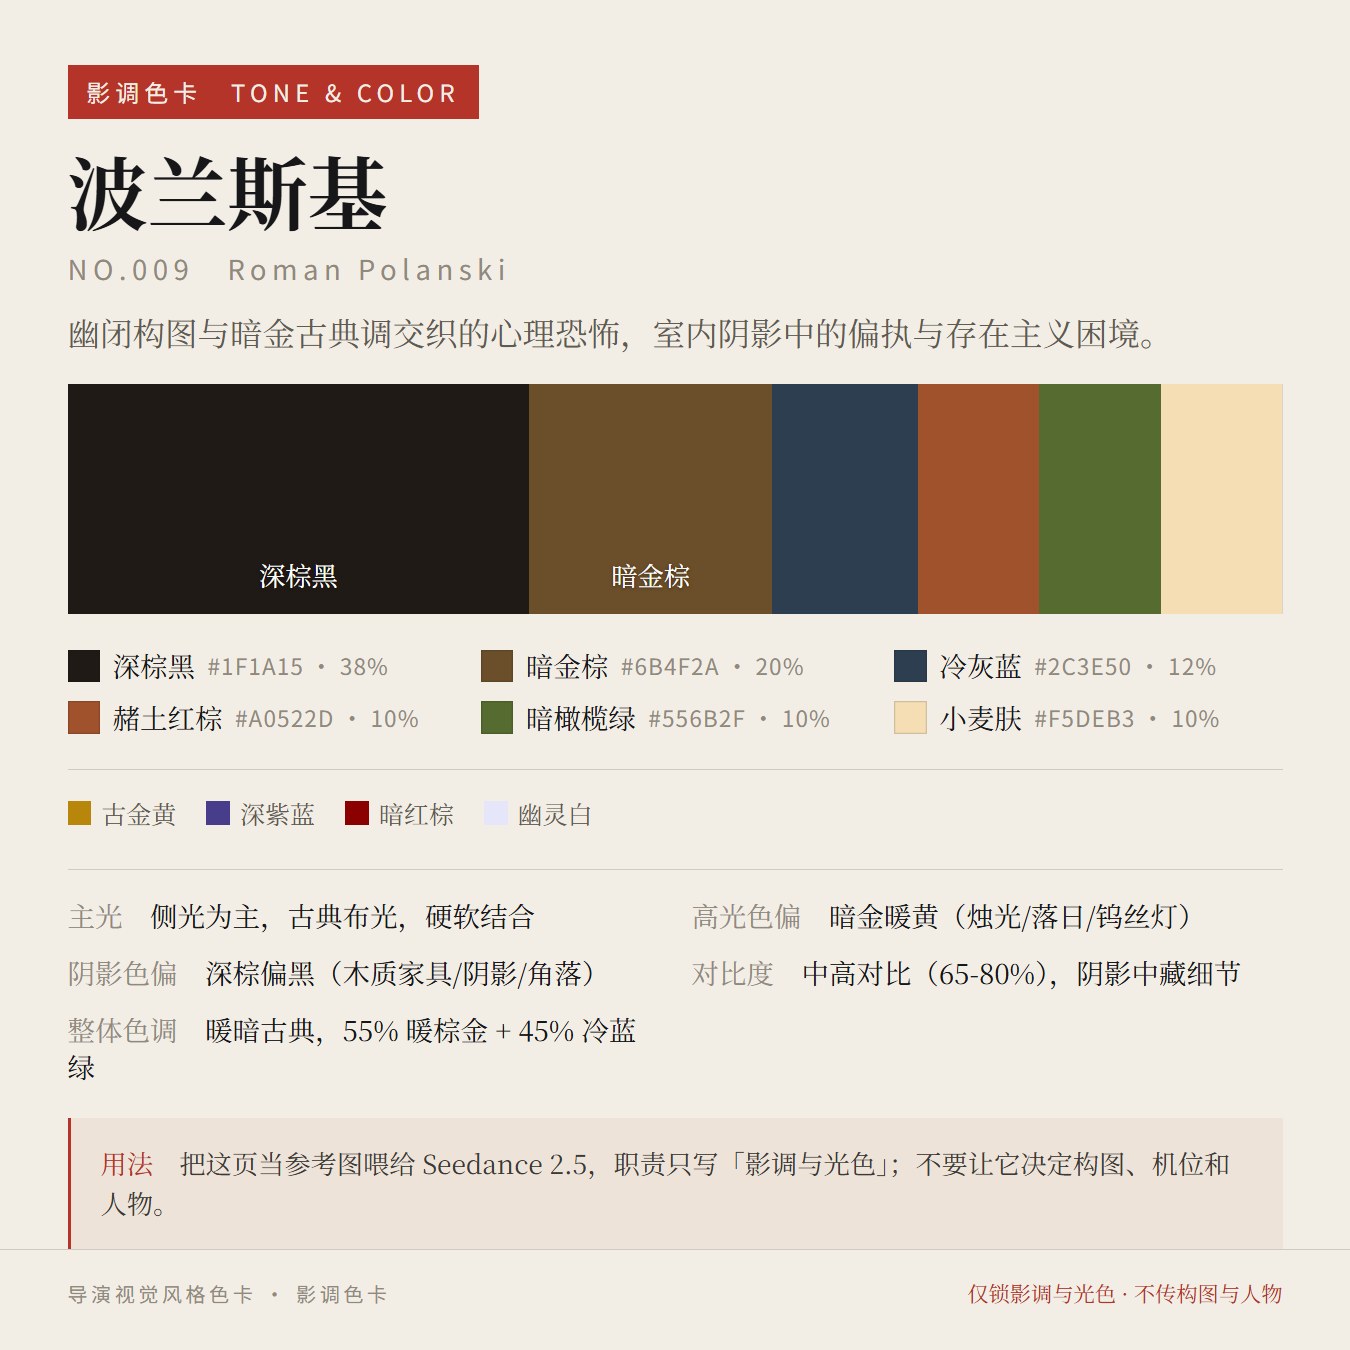 影调色卡 TONE & COLOR
波兰斯基
NO.009 Roman Polanski
幽闭构图与暗金古典调交织的心理恐怖，室内阴影中的偏执与存在主义困境。
深棕黑 暗金棕
深棕黑 #1F1A15 · 38% 暗金棕 #6B4F2A · 20% 冷灰蓝 #2C3E50 · 12%
赭土红棕 #A0522D · 10% 暗橄榄绿 #556B2F · 10% 小麦肤 #F5DEB3 · 10%
古金黄 深紫蓝 暗红棕 幽灵白
主光 侧光为主，古典布光，硬软结合 高光色偏 暗金暖黄（烛光/落日/钨丝灯）
阴影色偏 深棕偏黑（木质家具/阴影/角落） 对比度 中高对比（65-80%），阴影中藏细节
整体色调 暖暗古典，55% 暖棕金 + 45% 冷蓝
绿
用法 把这页当参考图喂给 Seedance 2.5，职责只写「影调与光色」；不要让它决定构图、机位和
人物。
导演视觉风格色卡 · 影调色卡 仅锁影调与光色 · 不传构图与人物